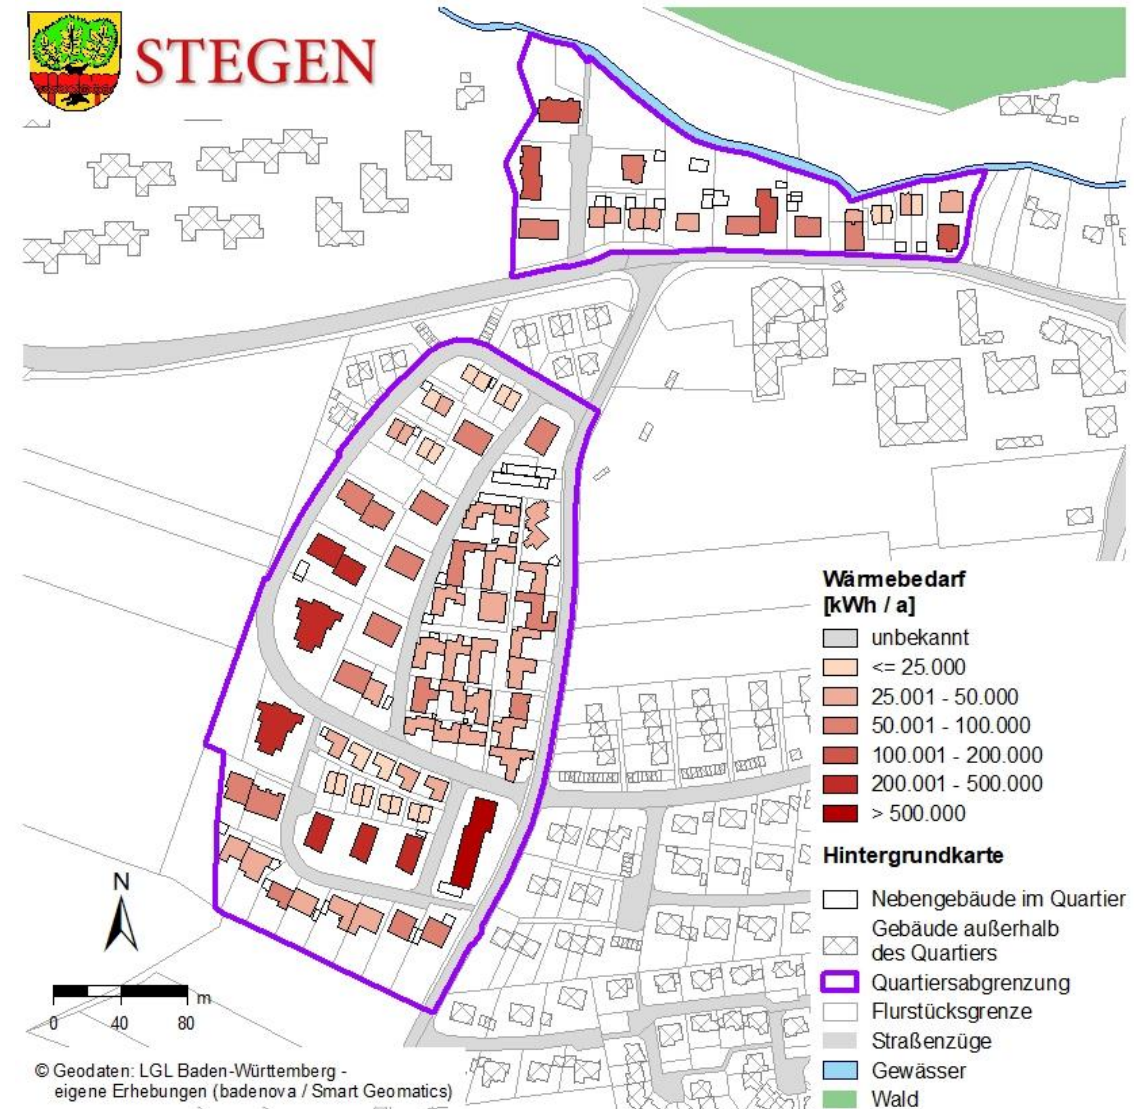 STEGEN
Wärmebedarf
[kWh / a]
unbekannt
<= 25.000
25.001 - 50.000
50.001 - 100.000
100.001 - 200.000
200.001 - 500.000
> 500.000
Hintergrundkarte
Nebengebäude im Quartier
Gebäude außerhalb
des Quartiers
Quartiersabgrenzung
Flurstücksgrenze
Straßenzüge
Gewässer
Wald
N
m
0 40 80
© Geodaten: LGL Baden-Württemberg -
eigene Erhebungen (badenova / Smart Geomatics)